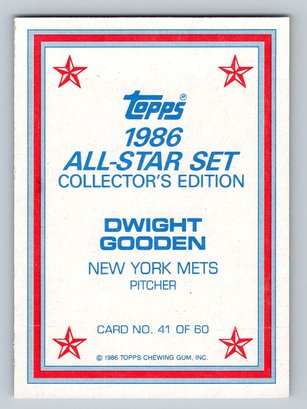 Topps®
1986
ALL-STAR SET
COLLECTOR'S EDITION
DWIGHT
GOODEN
NEW YORK METS
PITCHER
CARD NO. 41 OF 60
© 1986 TOPPS CHEWING GUM, INC.